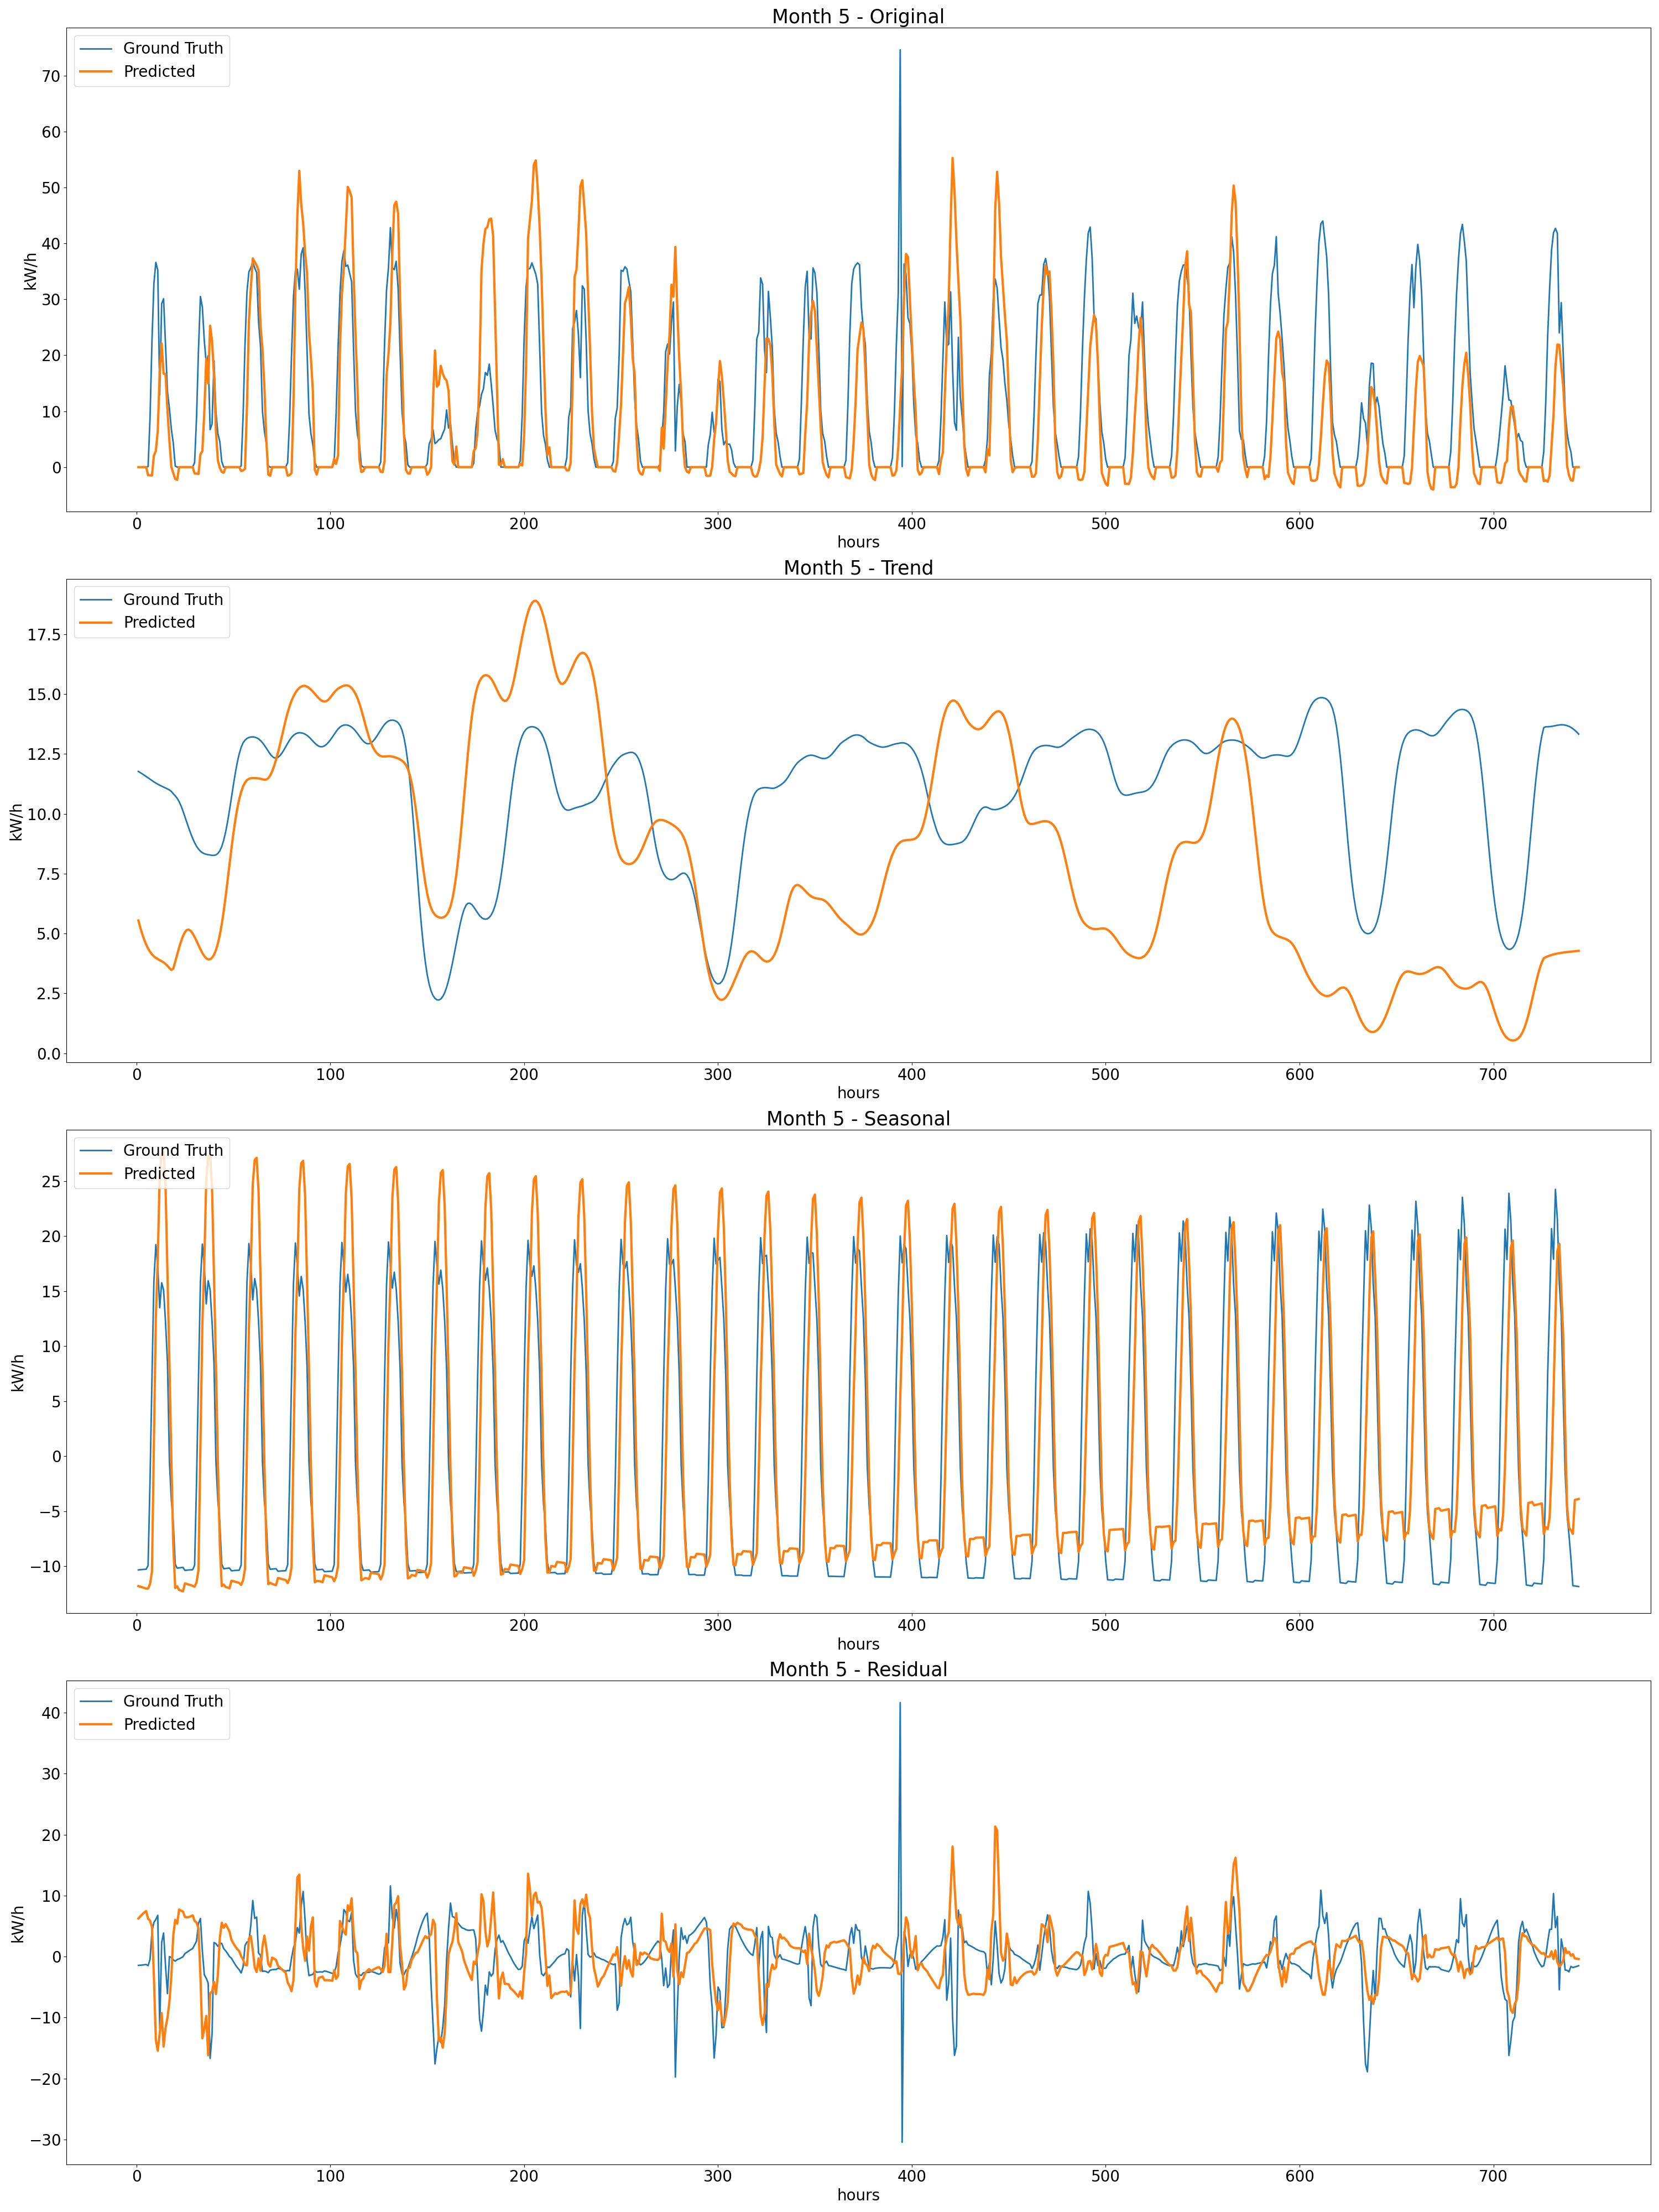 Month 5 - Original
Ground Truth
Predicted
kW/h
70
60
50
40
30
20
10
0
0 100 200 300 400 500 600 700
hours
Month 5 - Trend
Ground Truth
Predicted
kW/h
17.5
15.0
12.5
10.0
7.5
5.0
2.5
0.0
0 100 200 300 400 500 600 700
hours
Month 5 - Seasonal
Ground Truth
Predicted
kW/h
25
20
15
10
5
0
−5
−10
0 100 200 300 400 500 600 700
hours
Month 5 - Residual
Ground Truth
Predicted
kW/h
40
30
20
10
0
−10
−20
−30
0 100 200 300 400 500 600 700
hours